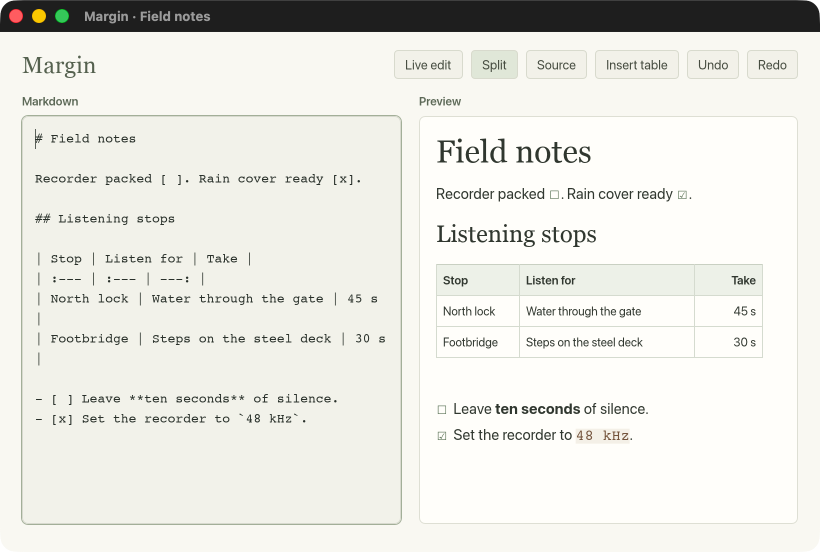 Margin · Field notes
Margin
Live edit
Split
Source
Insert table
Undo
Redo
Markdown
# Field notes
Recorder packed [ ]. Rain cover ready [x].
## Listening stops
| Stop | Listen for | Take |
| :--- | :--- | ---: |
| North lock | Water through the gate | 45 s
|
| Footbridge | Steps on the steel deck | 30 s
|
- [ ] Leave **ten seconds** of silence.
- [x] Set the recorder to `48 kHz`.
Preview
Field notes
Recorder packed ☐. Rain cover ready ☑.
Listening stops
Stop Listen for Take
North lock Water through the gate 45 s
Footbridge Steps on the steel deck 30 s
☐ Leave ten seconds of silence.
☑ Set the recorder to 48 kHz.